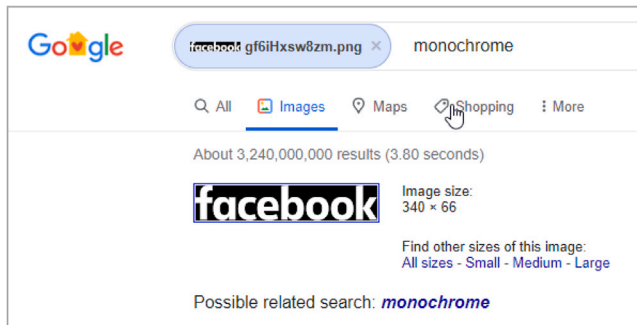 Google
facebook gf6iHxsw8zm.png × monochrome
All Images Maps Shopping More
About 3,240,000,000 results (3.80 seconds)
facebook
Image size:
340 × 66
Find other sizes of this image:
All sizes - Small - Medium - Large
Possible related search: monochrome